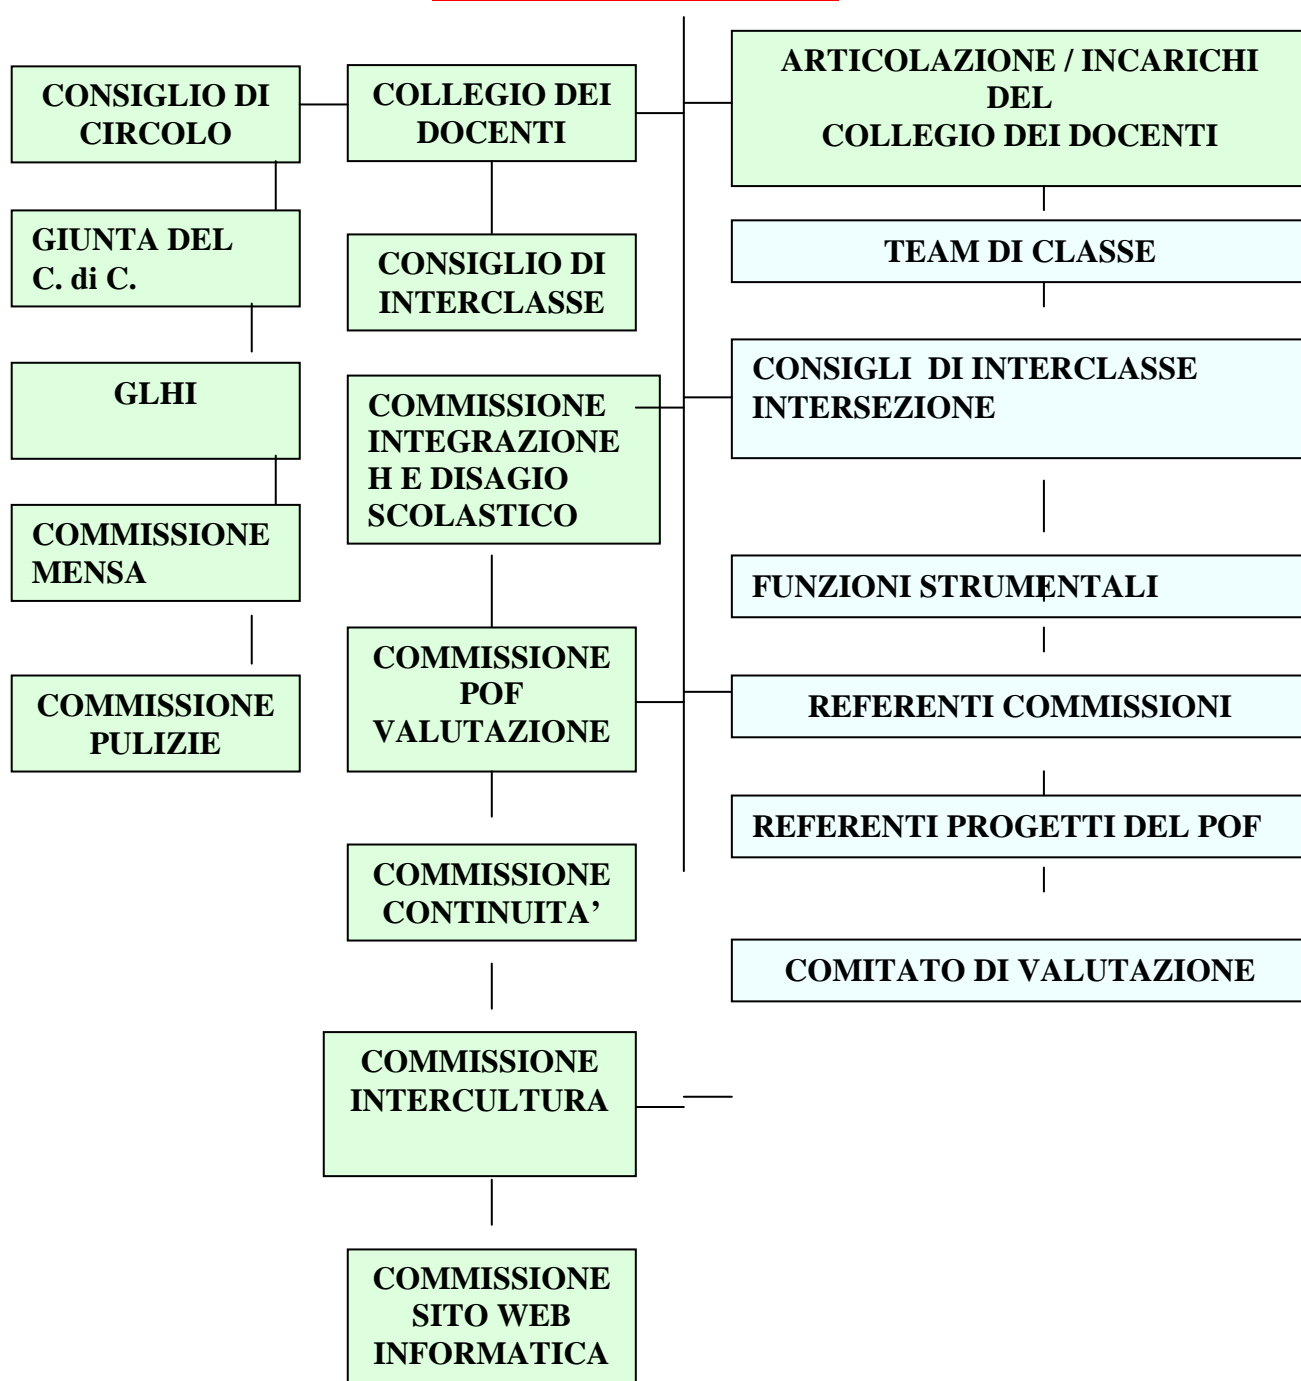 CONSIGLIO DI
CIRCOLO
GIUNTA DEL
C. di C.
GLHI
COMMISSIONE
MENSA
COMMISSIONE
PULIZIE
COLLEGIO DEI
DOCENTI
CONSIGLIO DI
INTERCLASSE
COMMISSIONE
INTEGRAZIONE
H E DISAGIO
SCOLASTICO
COMMISSIONE
POF
VALUTAZIONE
COMMISSIONE
CONTINUITA’
COMMISSIONE
INTERCULTURA
COMMISSIONE
SITO WEB
INFORMATICA
ARTICOLAZIONE / INCARICHI
DEL
COLLEGIO DEI DOCENTI
TEAM DI CLASSE
CONSIGLI DI INTERCLASSE
INTERSEZIONE
FUNZIONI STRUMENTALI
REFERENTI COMMISSIONI
REFERENTI PROGETTI DEL POF
COMITATO DI VALUTAZIONE